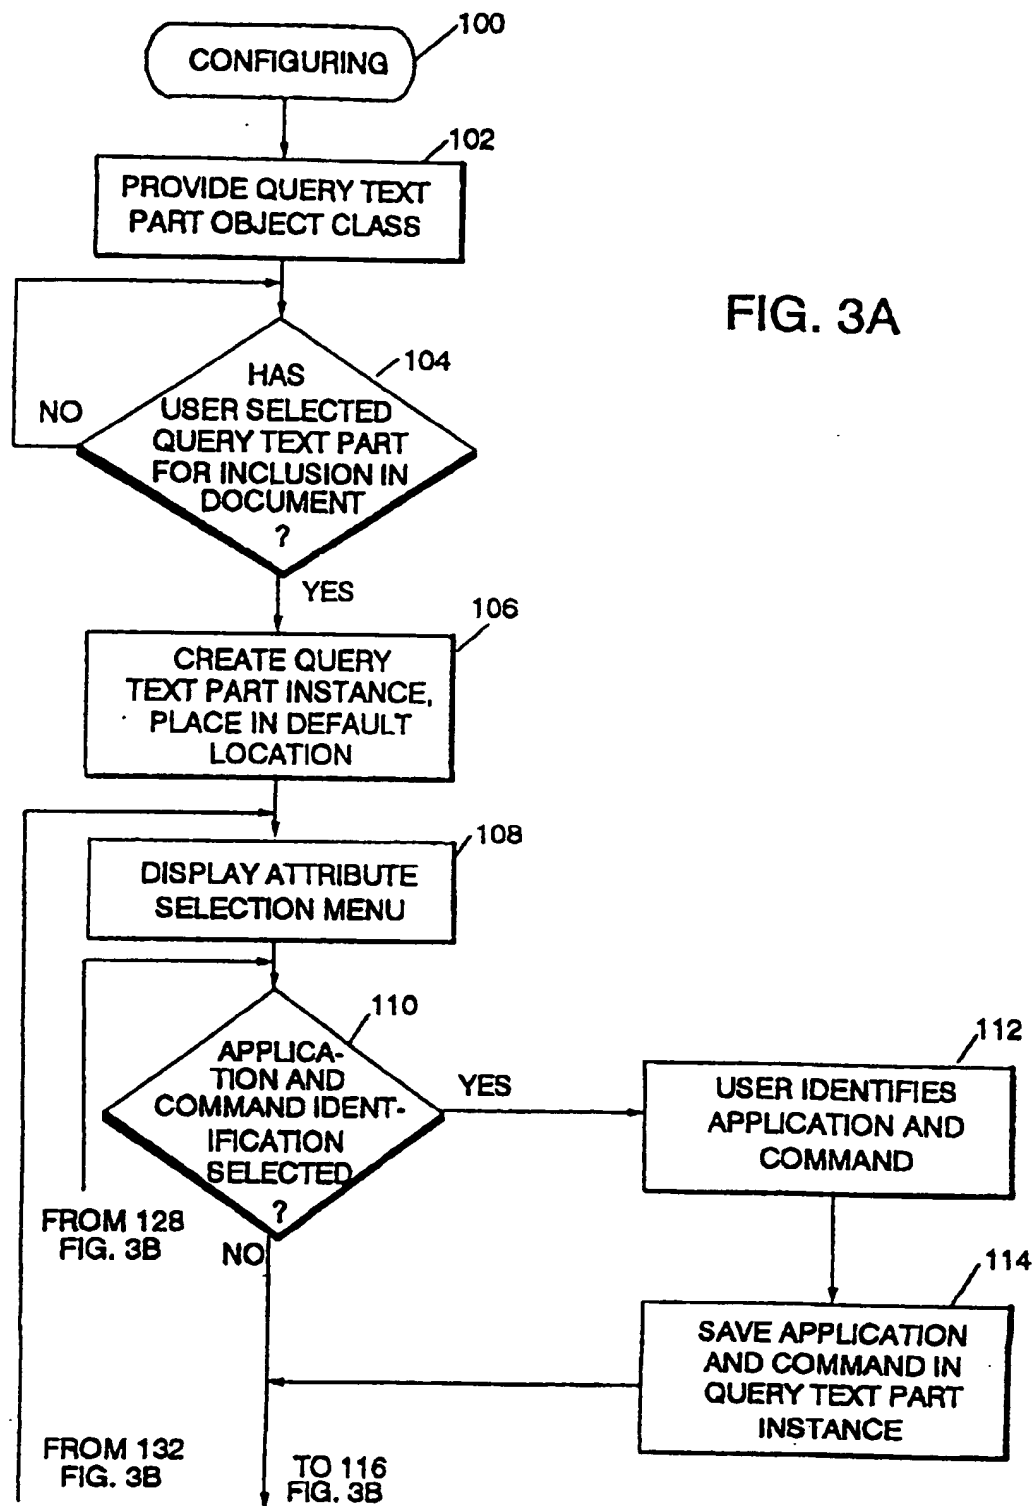 100
CONFIGURING
102
PROVIDE QUERY TEXT
PART OBJECT CLASS
FIG. 3A
104
HAS
USER SELECTED
QUERY TEXT PART
FOR INCLUSION IN
DOCUMENT
?
NO
YES
106
CREATE QUERY
TEXT PART INSTANCE,
PLACE IN DEFAULT
LOCATION
108
DISPLAY ATTRIBUTE
SELECTION MENU
110
APPLICA-
TION AND
COMMAND IDENT-
IFICATION
SELECTED
?
YES
NO
112
USER IDENTIFIES
APPLICATION AND
COMMAND
FROM 128
FIG. 3B
114
SAVE APPLICATION
AND COMMAND IN
QUERY TEXT PART
INSTANCE
FROM 132
FIG. 3B
TO 116
FIG. 3B